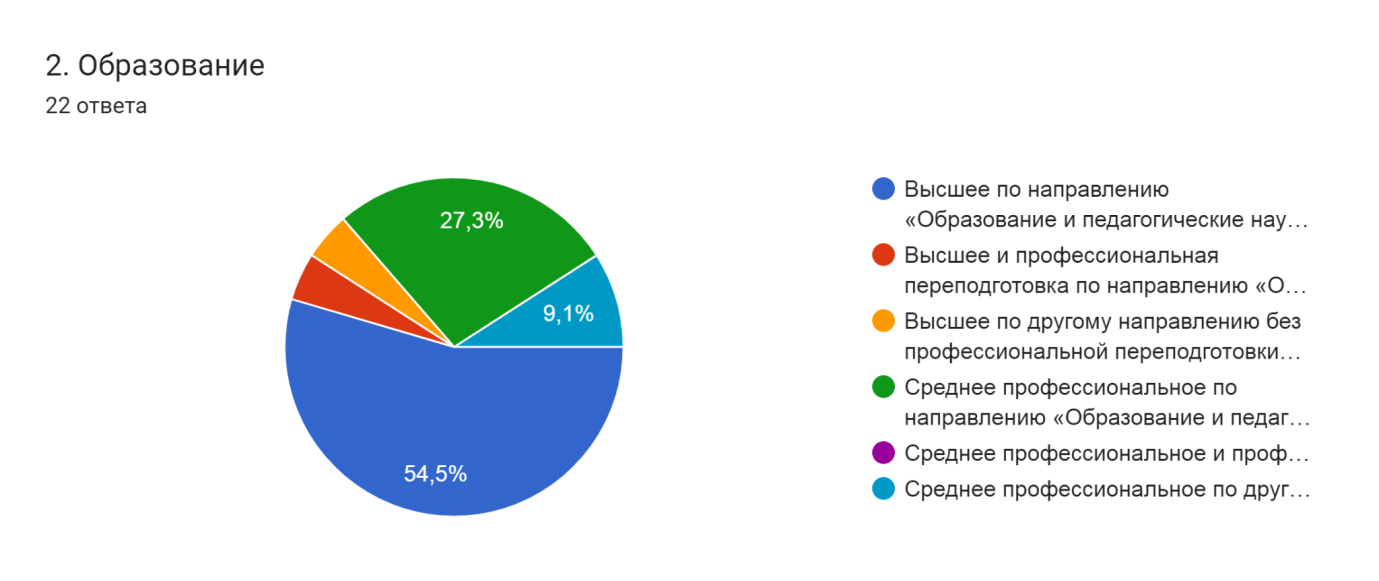 2. Образование
22 ответа
27,3%
9,1%
54,5%
Высшее по направлению
«Образование и педагогические нау…
Высшее и профессиональная
переподготовка по направлению «О…
Высшее по другому направлению без
профессиональной переподготовки…
Среднее профессиональное по
направлению «Образование и педаг…
Среднее профессиональное и проф…
Среднее профессиональное по друг…